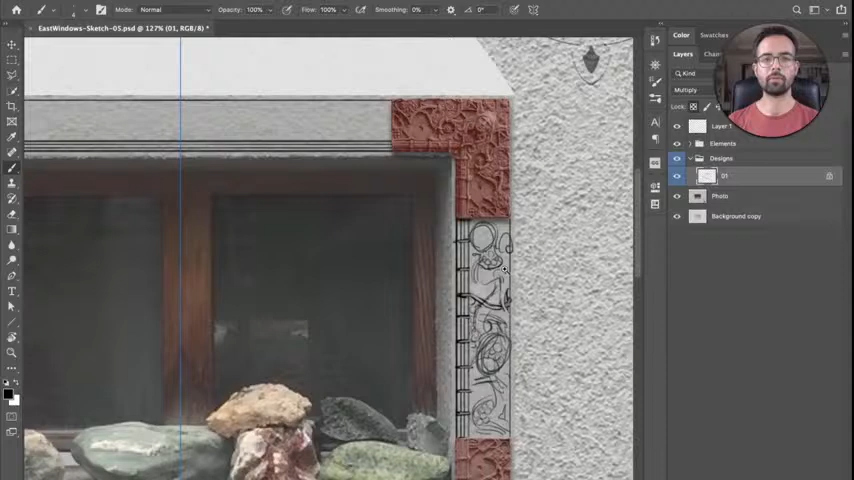 Mode: Normal Opacity: 100% Flow: 100% Smoothing: 0% 0°
EastWindows-Sketch-05.psd @ 127% (01, RGB/8) *
Color Swatches
Layers
Kind
Multiply
Lock:
Layer 1
Elements
Designs
01
Photo
Background copy